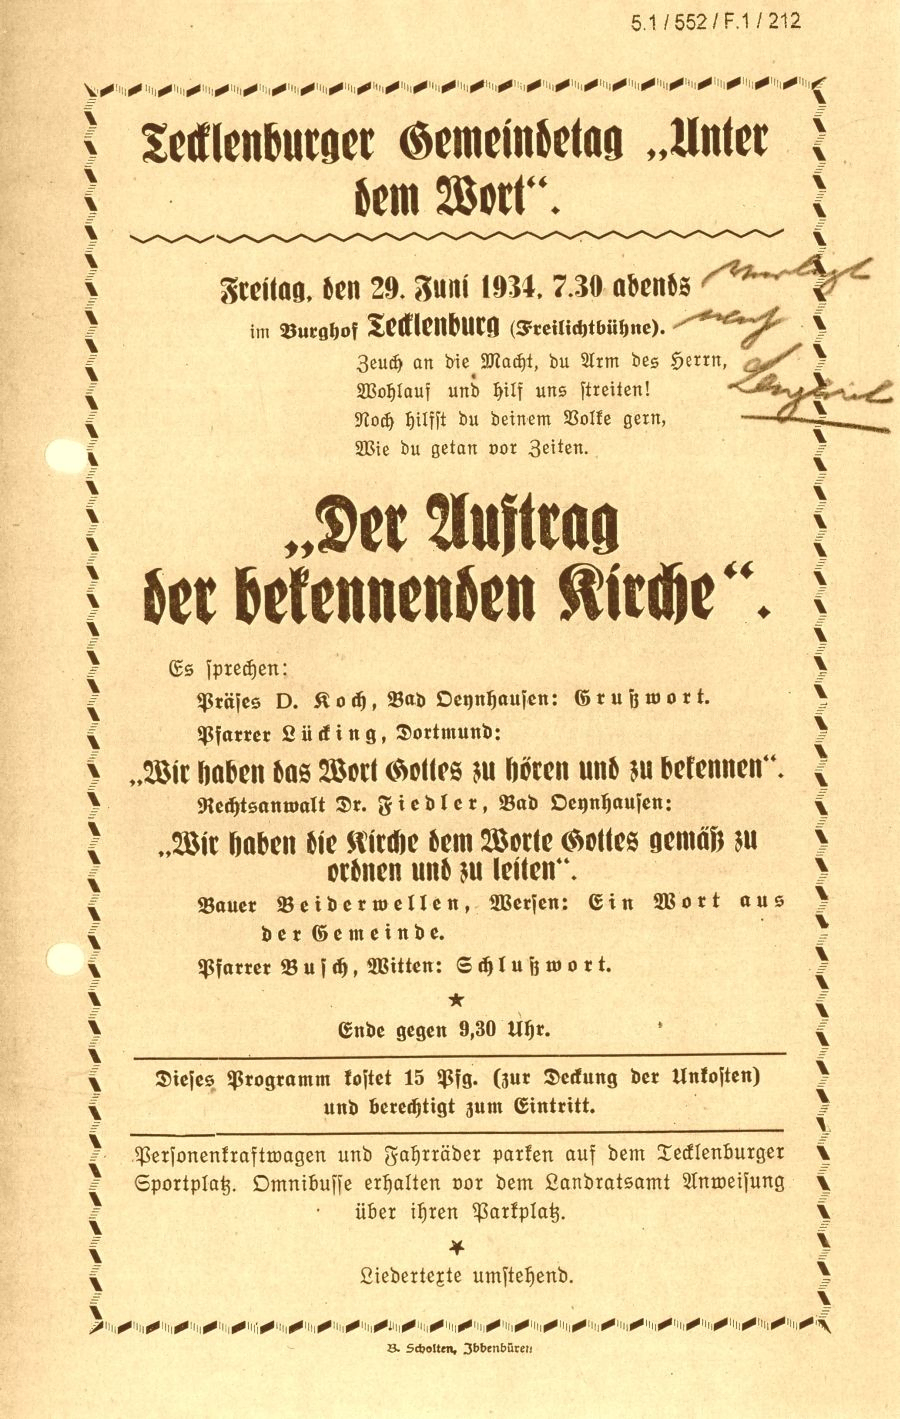 5.1 / 552 / F.1 / 212
Tecklenburger Gemeindetag „Unter
dem Wort“.
Freitag, den 29. Juni 1934, 7.30 abends
verlegt
im Burghof Tecklenburg (Freilichtbühne).
nach
Zeuch an die Macht, du Arm des Herrn,
Wohlauf und hilf uns streiten!
Lengerich
Noch hilfst du deinem Volke gern,
Wie du getan vor Zeiten.
„Der Auftrag
der bekennenden Kirche“.
Es sprechen:
Präses D. Koch, Bad Oeynhausen: Grußwort.
Pfarrer Lücking, Dortmund:
„Wir haben das Wort Gottes zu hören und zu bekennen“.
Rechtsanwalt Dr. Fiedler, Bad Oeynhausen:
„Wir haben die Kirche dem Worte Gottes gemäß zu
ordnen und zu leiten“.
Bauer Beiderwellen, Wersen: Ein Wort aus
der Gemeinde.
Pfarrer Busch, Witten: Schlußwort.
Ende gegen 9,30 Uhr.
Dieses Programm kostet 15 Pfg. (zur Deckung der Unkosten)
und berechtigt zum Eintritt.
Personenkraftwagen und Fahrräder parken auf dem Tecklenburger
Sportplatz. Omnibusse erhalten vor dem Landratsamt Anweisung
über ihren Parkplatz.
Liedertexte umstehend.
B. Scholten, Ibbenbüren